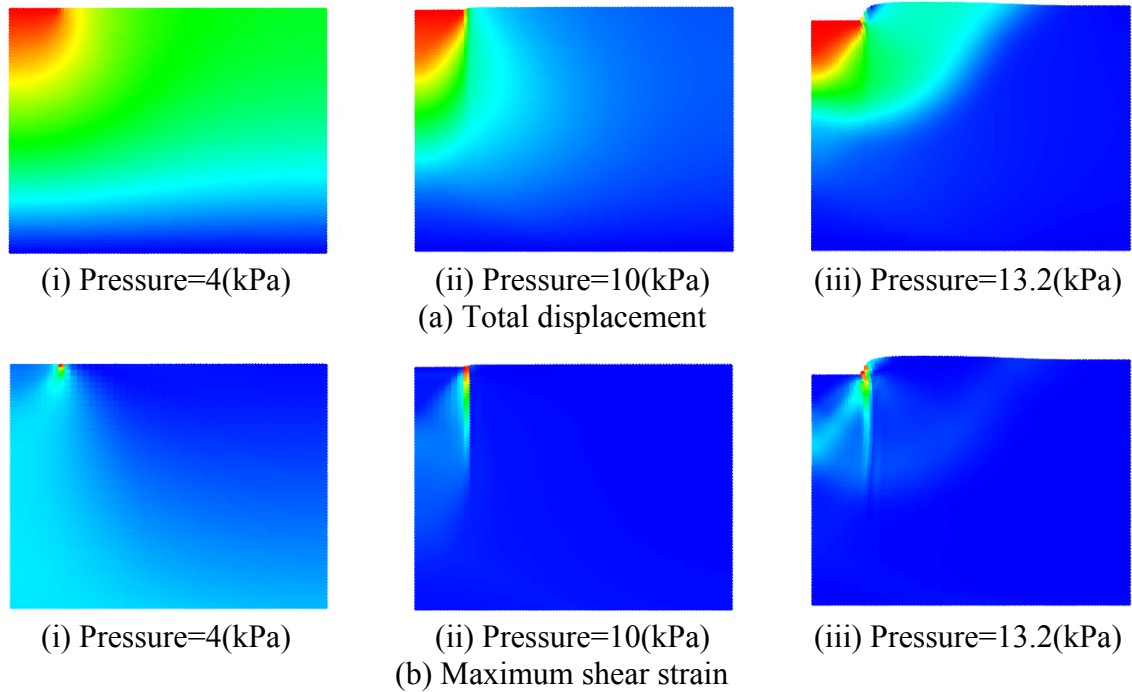 (i) Pressure=4(kPa) (ii) Pressure=10(kPa) (iii) Pressure=13.2(kPa)
(a) Total displacement
(i) Pressure=4(kPa) (ii) Pressure=10(kPa) (iii) Pressure=13.2(kPa)
(b) Maximum shear strain